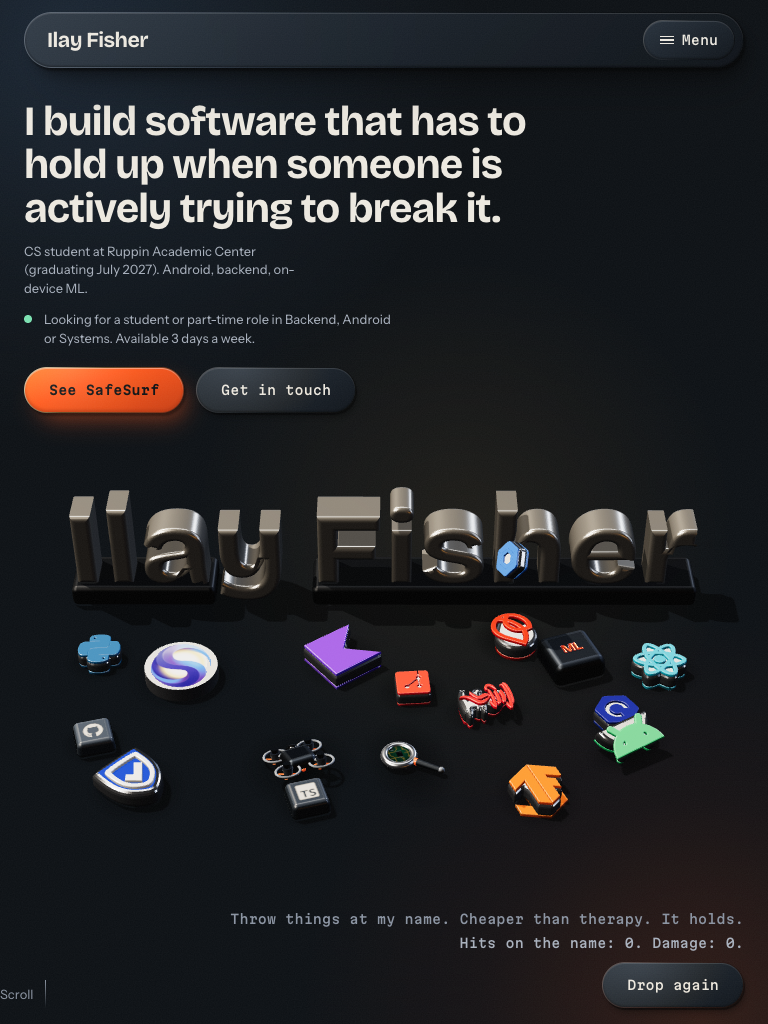 Ilay Fisher
Menu
I build software that has to
hold up when someone is
actively trying to break it.
CS student at Ruppin Academic Center
(graduating July 2027). Android, backend, on-
device ML.
Looking for a student or part-time role in Backend, Android
or Systems. Available 3 days a week.
See SafeSurf
Get in touch
Ilay Fisher
ML
C
TS
Throw things at my name. Cheaper than therapy. It holds.
Hits on the name: 0. Damage: 0.
Scroll
Drop again